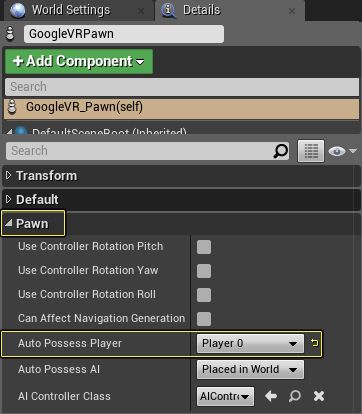 World Settings
Details
GoogleVRPawn
+ Add Component
Search
GoogleVR_Pawn(self)
DefaultSceneRoot (Inherited)
Search
Transform
Default
Pawn
Use Controller Rotation Pitch
Use Controller Rotation Yaw
Use Controller Rotation Roll
Can Affect Navigation Generation
Auto Possess Player Player 0
Auto Possess AI Placed in World
AI Controller Class AIContro